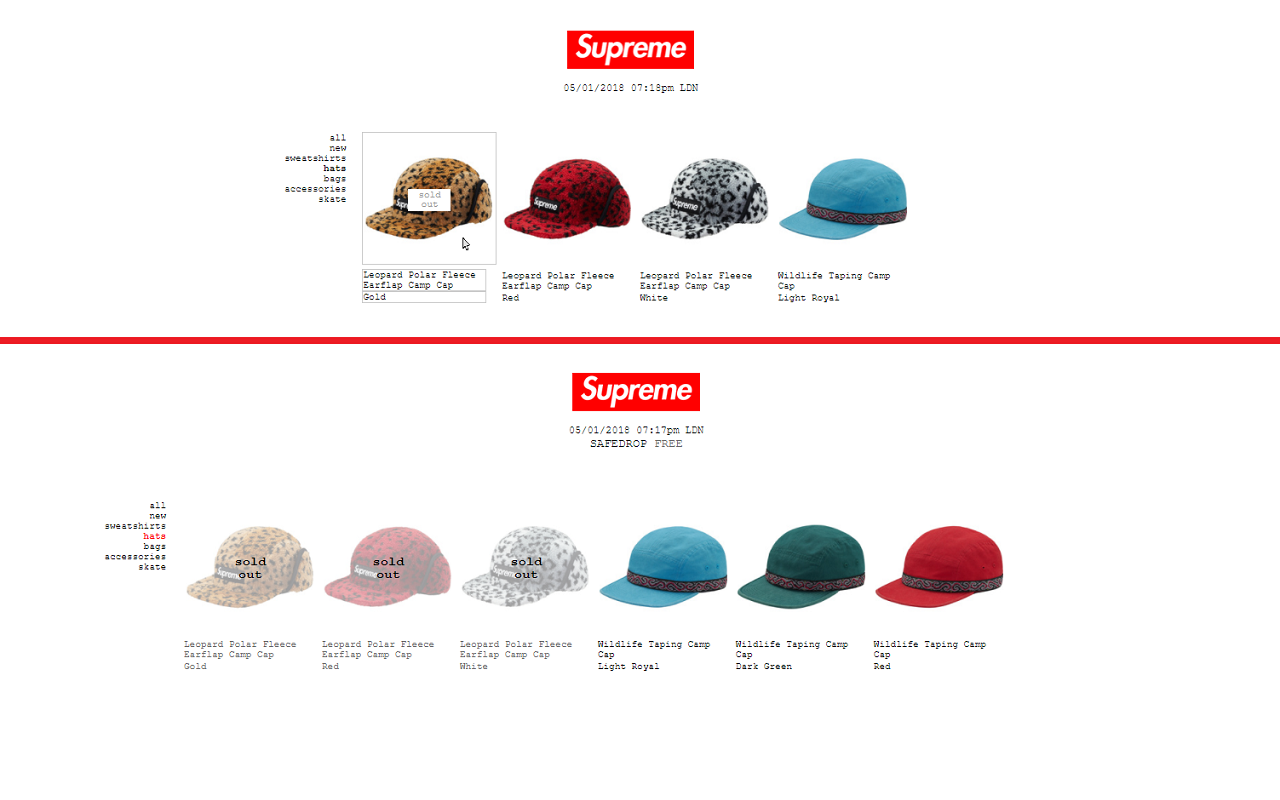 Supreme
05/01/2018 07:18pm LDN
all
new
sweatshirts
hats
bags
accessories
skate
sold
out
Supreme
Supreme
Leopard Polar Fleece
Earflap Camp Cap
Gold
Leopard Polar Fleece
Earflap Camp Cap
Red
Leopard Polar Fleece
Earflap Camp Cap
White
Wildlife Taping Camp
Cap
Light Royal
Supreme
05/01/2018 07:17pm LDN
SAFEDROP FREE
all
new
sweatshirts
hats
bags
accessories
skate
sold
out
sold
out
sold
out
Leopard Polar Fleece
Earflap Camp Cap
Gold
Leopard Polar Fleece
Earflap Camp Cap
Red
Leopard Polar Fleece
Earflap Camp Cap
White
Wildlife Taping Camp
Cap
Light Royal
Wildlife Taping Camp
Cap
Dark Green
Wildlife Taping Camp
Cap
Red